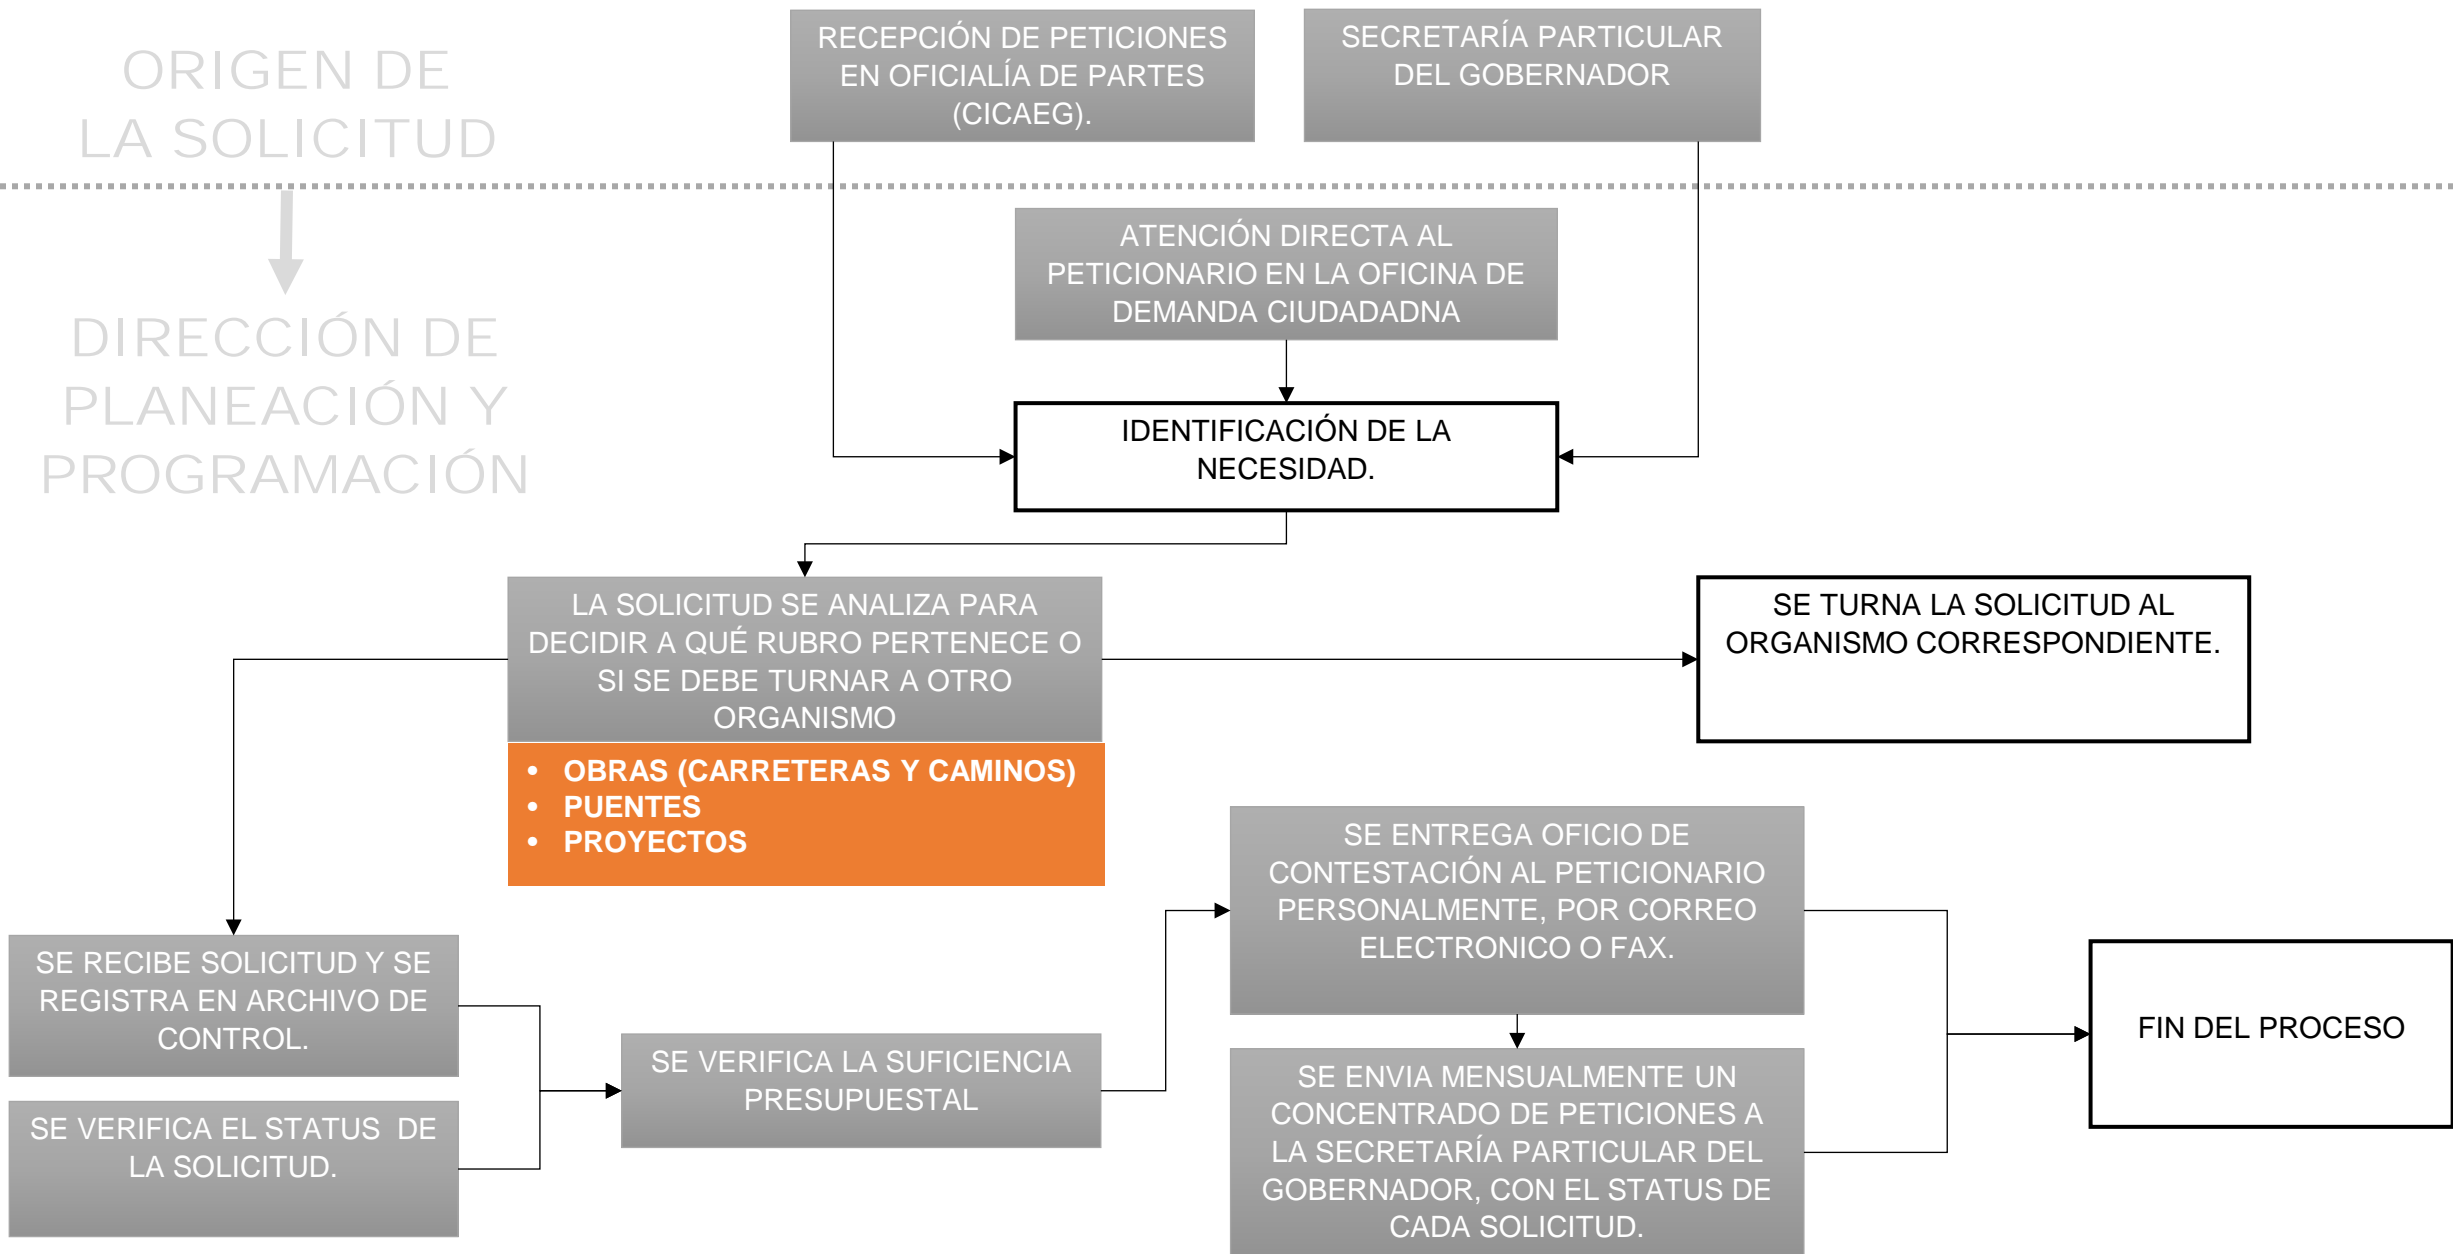 ORIGEN DE
LA SOLICITUD
RECEPCIÓN DE PETICIONES
EN OFICIALÍA DE PARTES
(CICAEG).
SECRETARÍA PARTICULAR
DEL GOBERNADOR
DIRECCIÓN DE
PLANEACIÓN Y
PROGRAMACIÓN
ATENCIÓN DIRECTA AL
PETICIONARIO EN LA OFICINA DE
DEMANDA CIUDADADNA
IDENTIFICACIÓN DE LA
NECESIDAD.
LA SOLICITUD SE ANALIZA PARA
DECIDIR A QUÉ RUBRO PERTENECE O
SI SE DEBE TURNAR A OTRO
ORGANISMO
• OBRAS (CARRETERAS Y CAMINOS)
• PUENTES
• PROYECTOS
SE TURNA LA SOLICITUD AL
ORGANISMO CORRESPONDIENTE.
SE RECIBE SOLICITUD Y SE
REGISTRA EN ARCHIVO DE
CONTROL.
SE VERIFICA EL STATUS DE
LA SOLICITUD.
SE VERIFICA LA SUFICIENCIA
PRESUPUESTAL
SE ENTREGA OFICIO DE
CONTESTACIÓN AL PETICIONARIO
PERSONALMENTE, POR CORREO
ELECTRONICO O FAX.
SE ENVIA MENSUALMENTE UN
CONCENTRADO DE PETICIONES A
LA SECRETARÍA PARTICULAR DEL
GOBERNADOR, CON EL STATUS DE
CADA SOLICITUD.
FIN DEL PROCESO